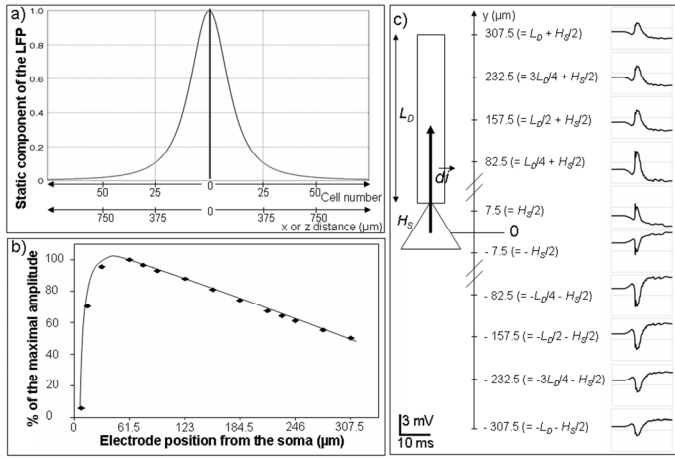 a)
Static component of the LFP
1.0
0.8
0.6
0.4
0.2
0
50 25 0 25 50 Cell number
750 375 0 375 750
x or z distance (µm)
b)
% of the maximal amplitude
100
80
60
40
20
0
0 61.5 123 184.5 246 307.5
Electrode position from the soma (µm)
c)
y (µm)
307.5 (= L_D + H_S/2)
232.5 (= 3L_D/4 + H_S/2)
157.5 (= L_D/2 + H_S/2)
82.5 (= L_D/4 + H_S/2)
7.5 (= H_S/2)
0
- 7.5 (= - H_S/2)
- 82.5 (= -L_D/4 - H_S/2)
- 157.5 (= -L_D/2 - H_S/2)
- 232.5 (= -3L_D/4 - H_S/2)
- 307.5 (= -L_D - H_S/2)
L_D
di
H_S
3 mV
10 ms